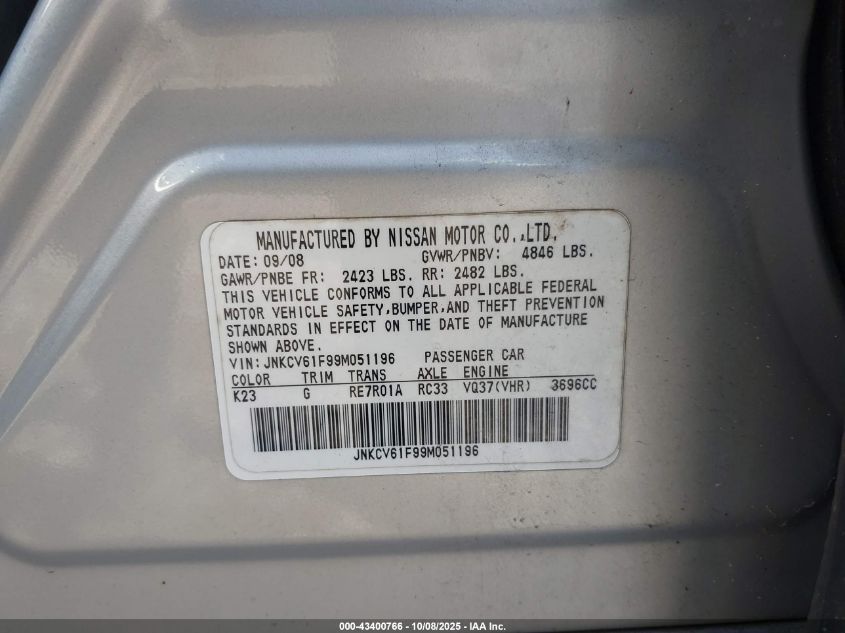 MANUFACTURED BY NISSAN MOTOR CO.,LTD.
DATE: 09/08 GVWR/PNBV: 4846 LBS.
GAWR/PNBE FR: 2423 LBS. RR: 2482 LBS.
THIS VEHICLE CONFORMS TO ALL APPLICABLE FEDERAL
MOTOR VEHICLE SAFETY,BUMPER,AND THEFT PREVENTION
STANDARDS IN EFFECT ON THE DATE OF MANUFACTURE
SHOWN ABOVE.
VIN:JNKCV61F99M051196 PASSENGER CAR
COLOR TRIM TRANS AXLE ENGINE
K23 G RE7R01A RC33 VQ37(VHR) 3696CC
JNKCV61F99M051196
000-43400766 - 10/08/2025 - IAA Inc.